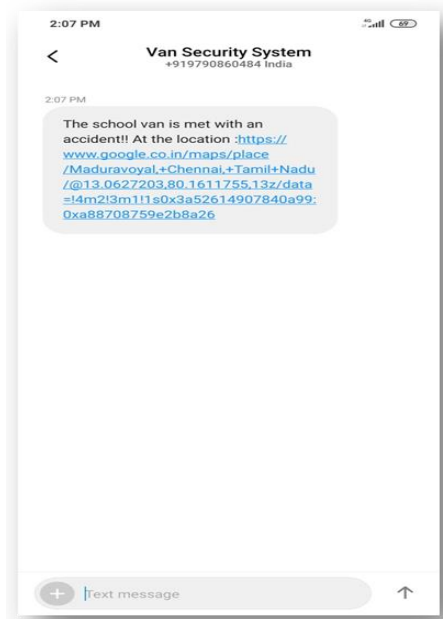 2:07 PM
4G
69
Van Security System
+919790860484 India
2:07 PM
The school van is met with an
accident!! At the location :https://
www.google.co.in/maps/place
/Maduravoyal,+Chennai,+Tamil+Nadu
/@13.0627203,80.1611755,13z/data
=!4m2!3m1!1s0x3a52614907840a99:
0xa88708759e2b8a26
Text message